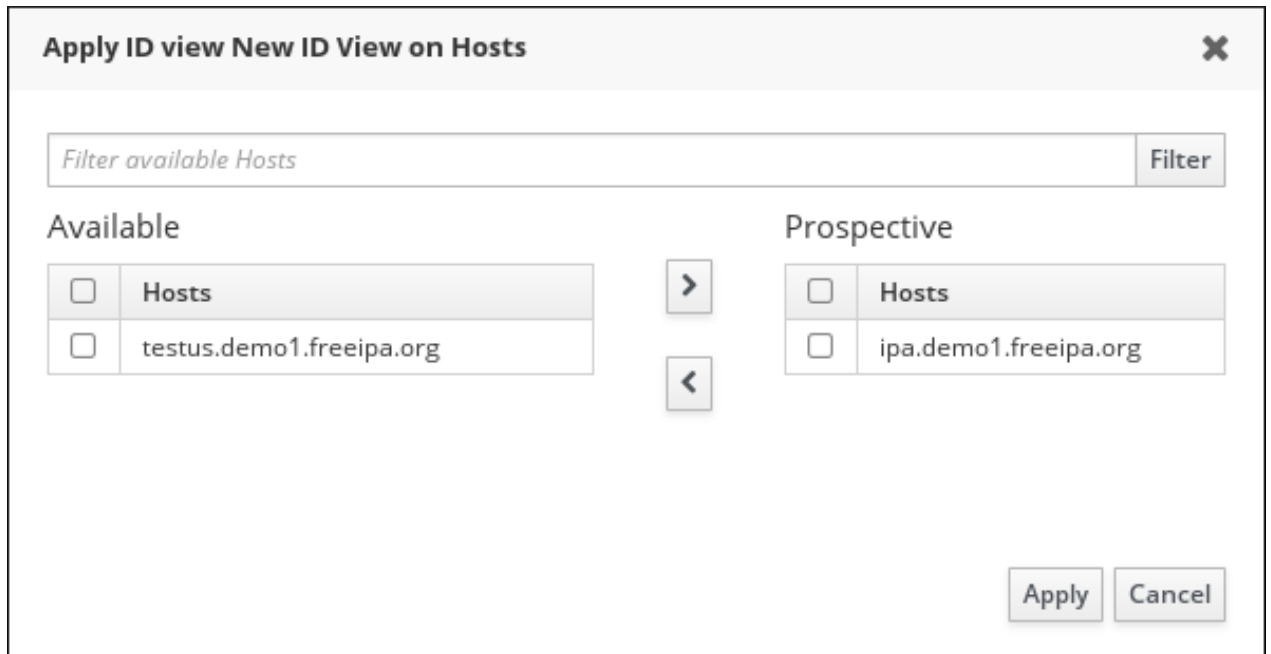 Apply ID view New ID View on Hosts
Filter available Hosts
Filter
Available
Prospective
Hosts
Hosts
testus.demo1.freeipa.org
ipa.demo1.freeipa.org
Apply
Cancel